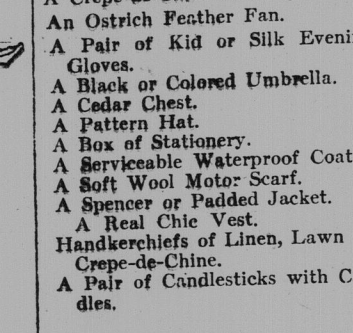 An Ostrich Feather Fan.
A Pair of Kid or Silk
Gloves.
A Black or Colored Umbrella.
A Cedar Chest.
A Pattern Hat.
A Box of Stationery.
A Serviceable Waterproof Coat
A Soft Wool Motor Scarf.
A Spencer or Padded Jacket.
A Real Chic Vest.
Handkerchiefs of Linen, Lawn
Crepe-de-Chine.
A Pair of Candlesticks with
dles.